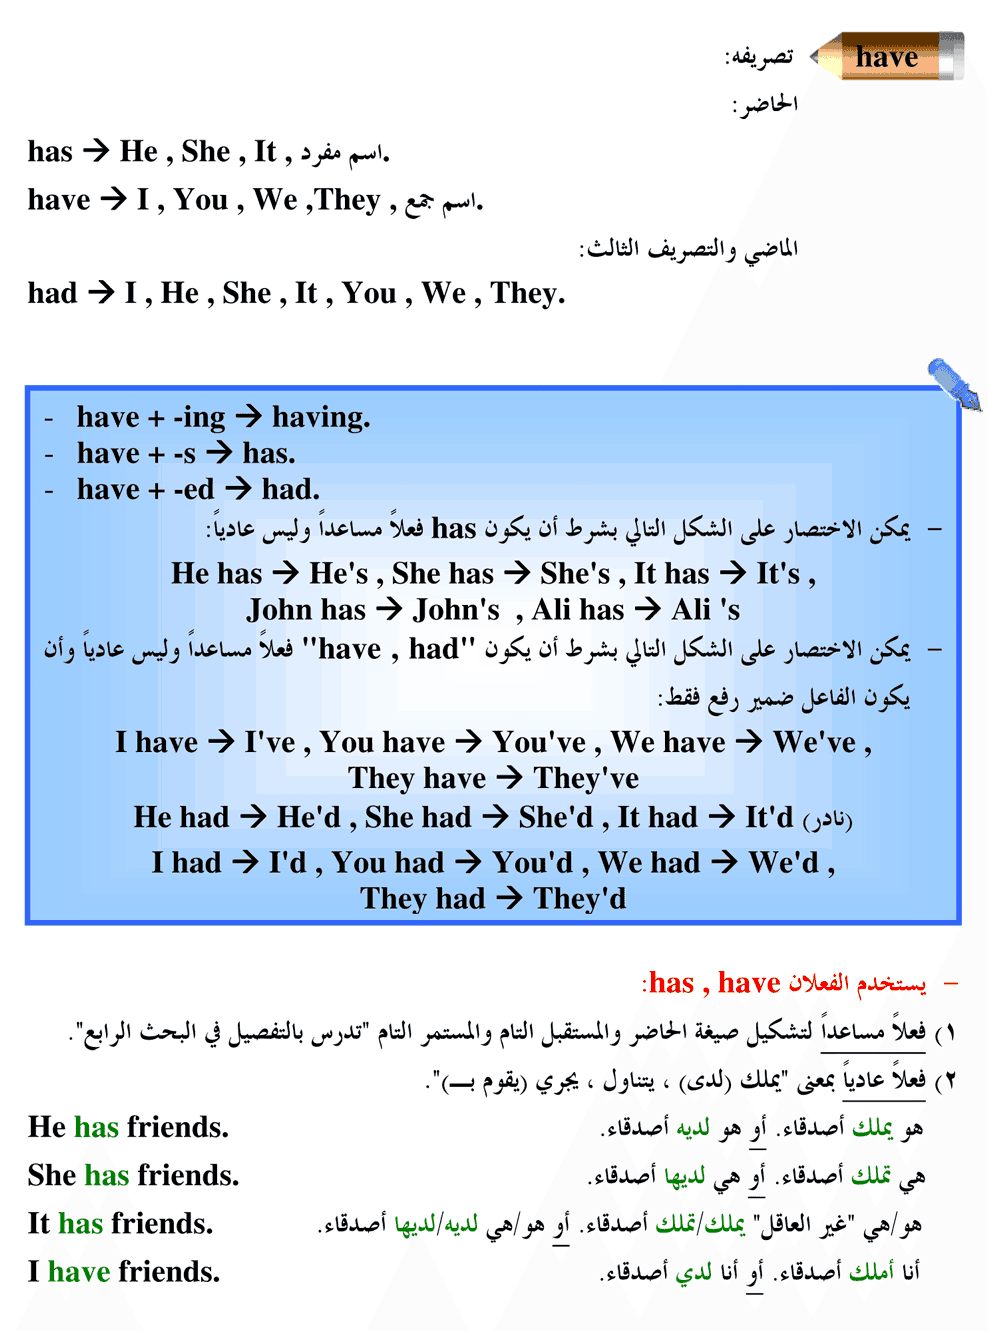 have تصريفه:
الحاضر:
has → He , She , It , اسم مفرد.
have → I , You , We ,They , اسم جمع.
الماضي والتصريف الثالث:
had → I , He , She , It , You , We , They.
- have + -ing → having.
- have + -s → has.
- have + -ed → had.
- يمكن الاختصار على الشكل التالي بشرط أن يكون has فعلاً مساعداً وليس عادياً:
He has → He's , She has → She's , It has → It's ,
John has → John's , Ali has → Ali 's
- يمكن الاختصار على الشكل التالي بشرط أن يكون "have , had" فعلاً مساعداً وليس عادياً وأن
يكون الفاعل ضمير رفع فقط:
I have → I've , You have → You've , We have → We've ,
They have → They've
He had → He'd , She had → She'd , It had → It'd (نادر)
I had → I'd , You had → You'd , We had → We'd ,
They had → They'd
- يستخدم الفعلان has , have:
١) فعلاً مساعداً لتشكيل صيغة الحاضر والمستقبل التام والمستمر التام "تدرس بالتفصيل في البحث الرابع".
٢) فعلاً عادياً بمعنى "يملك (لدى) ، يتناول ، يجري (يقوم بـــ)".
He has friends. هو يملك أصدقاء. أو هو لديه أصدقاء.
She has friends. هي تملك أصدقاء. أو هي لديها أصدقاء.
It has friends. هو/هي "غير العاقل" يملك/تملك أصدقاء. أو هو/هي لديه/لديها أصدقاء.
I have friends. أنا أملك أصدقاء. أو أنا لدي أصدقاء.